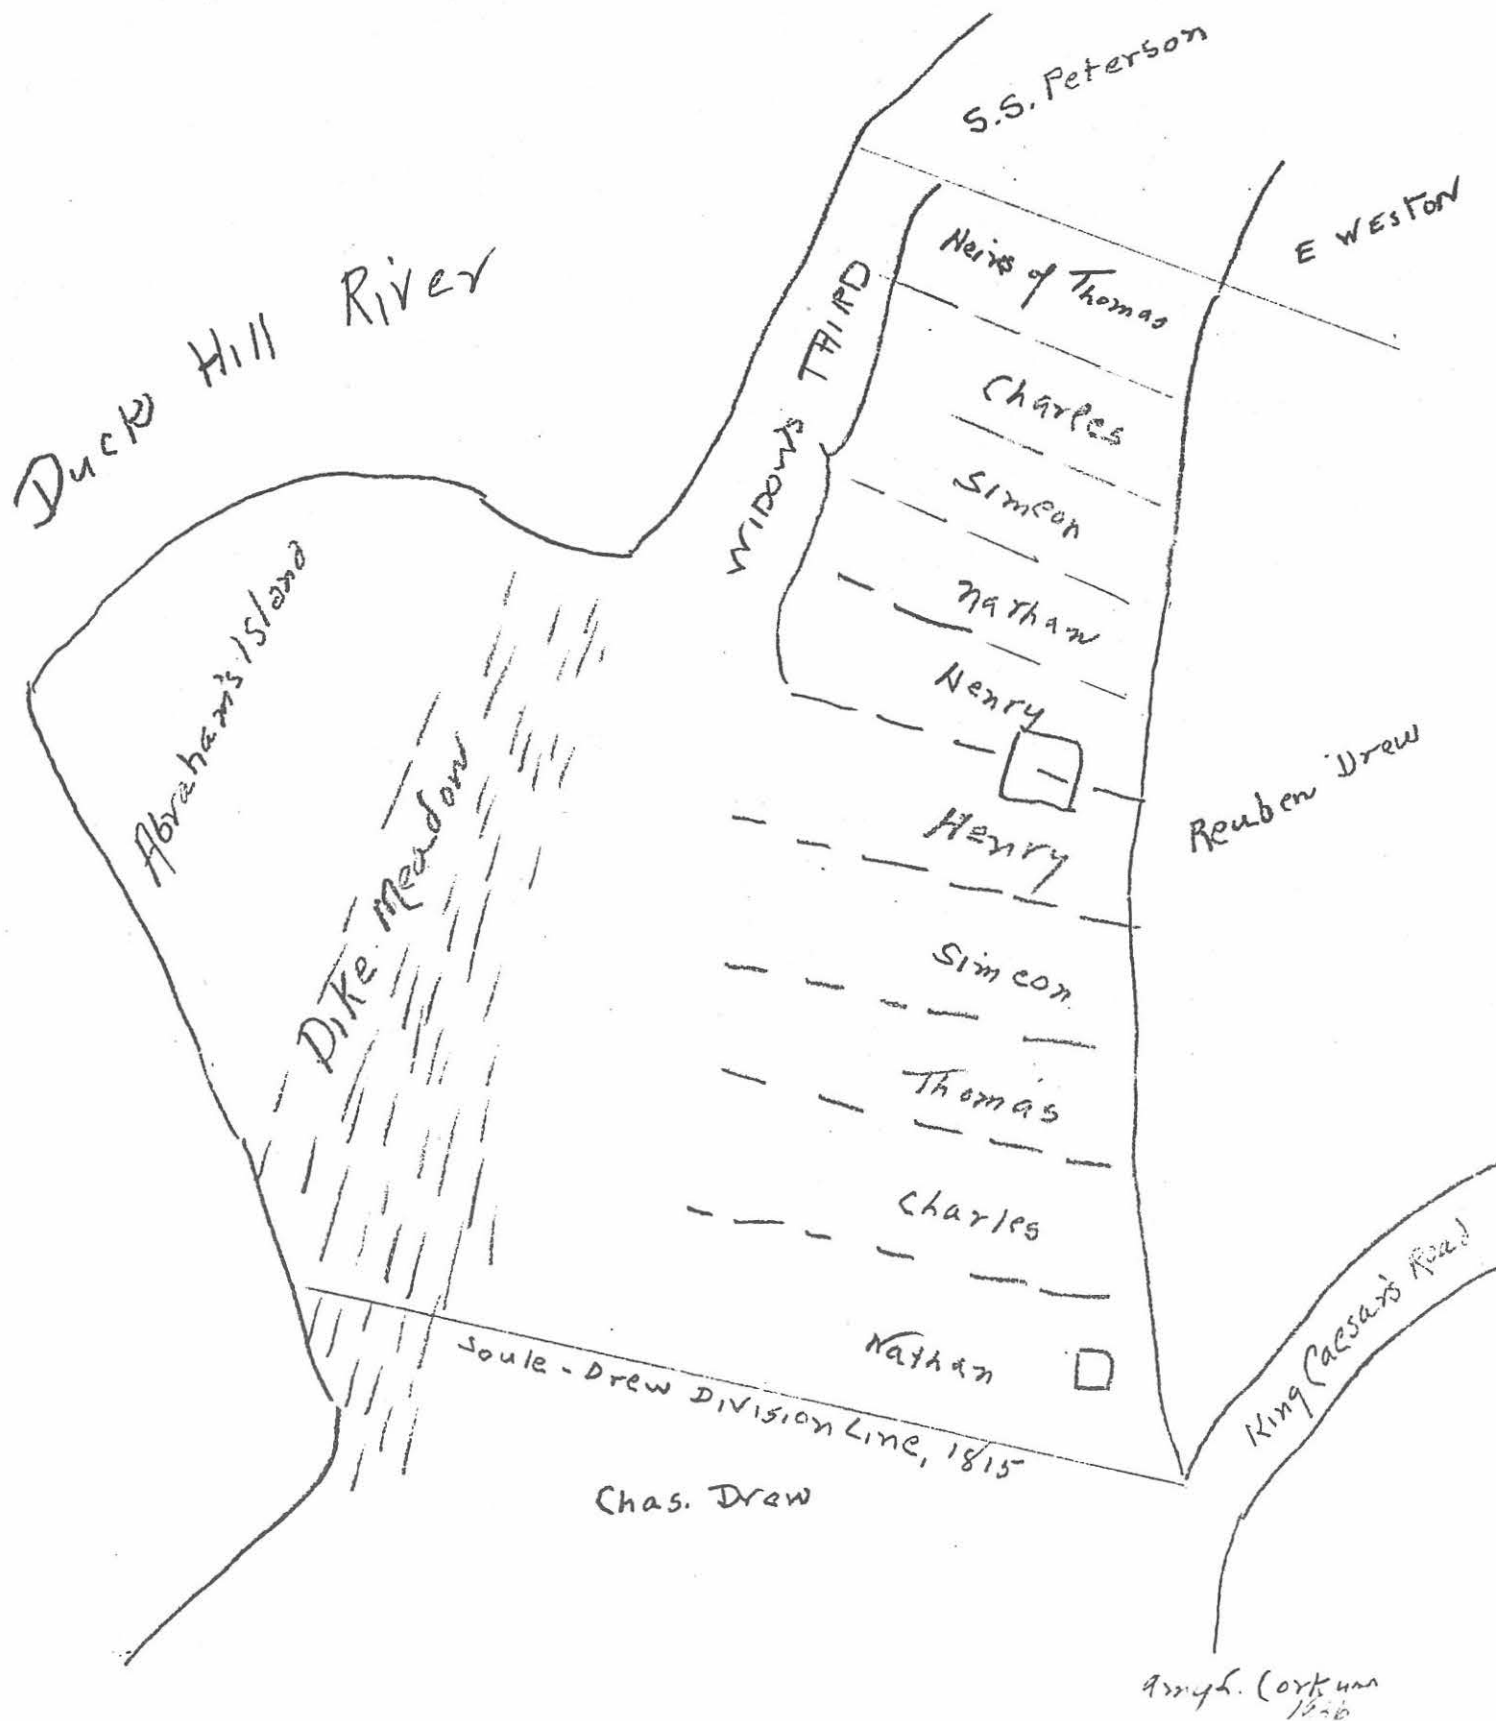 S.S. Peterson
E WESTON
Duck Hill River
WIDOW'S THIRD
Heirs of Thomas
Charles
Simeon
Nathan
Henry
Abraham's Island
Dike Meadow
Reuben Drew
Henry
Simeon
Thomas
Charles
Nathan
King Caesar's Road
Soule - Drew Division Line, 1815
Chas. Drew
Corkum